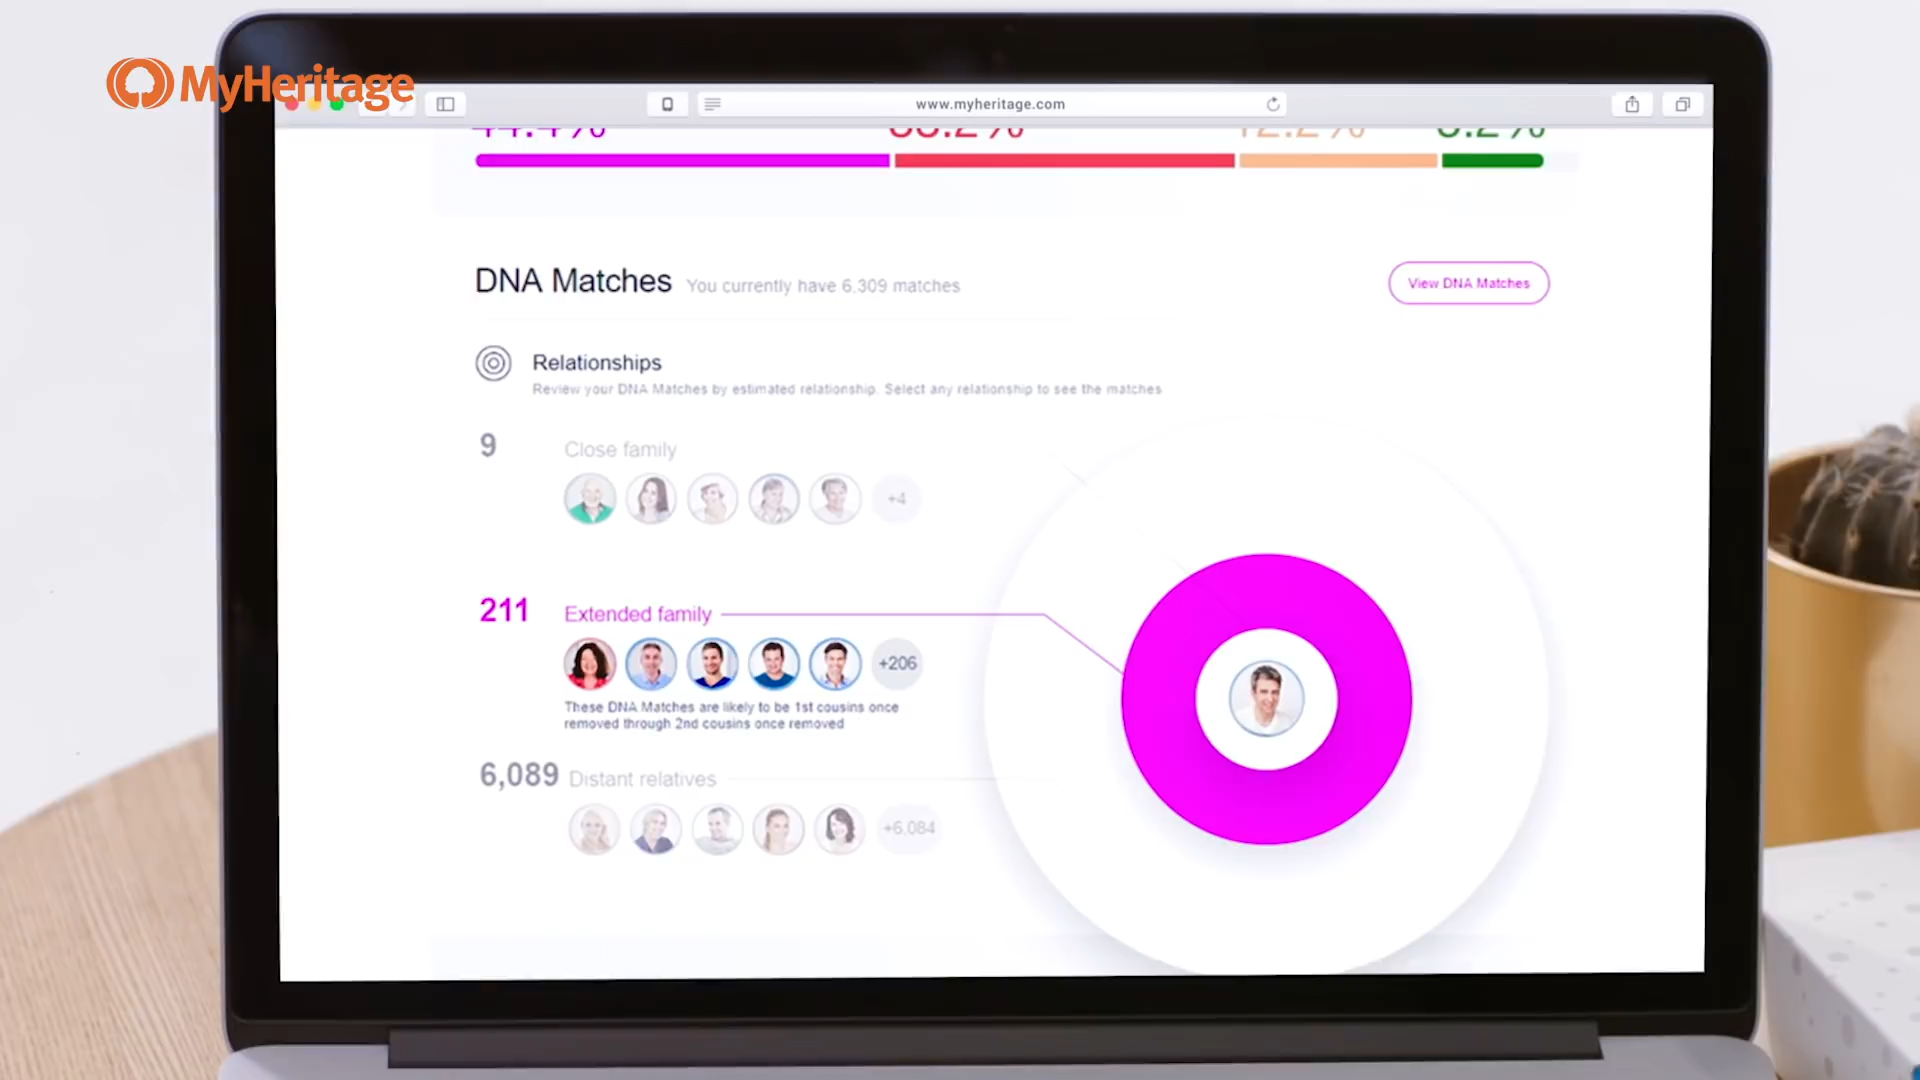 MyHeritage
www.myheritage.com
DNA Matches You currently have 6,309 matches
View DNA Matches
Relationships
Review your DNA Matches by estimated relationship. Select any relationship to see the matches
9 Close family
+4
211 Extended family
+206
These DNA Matches are likely to be 1st cousins once
removed through 2nd cousins once removed
6,089 Distant relatives
+6,084